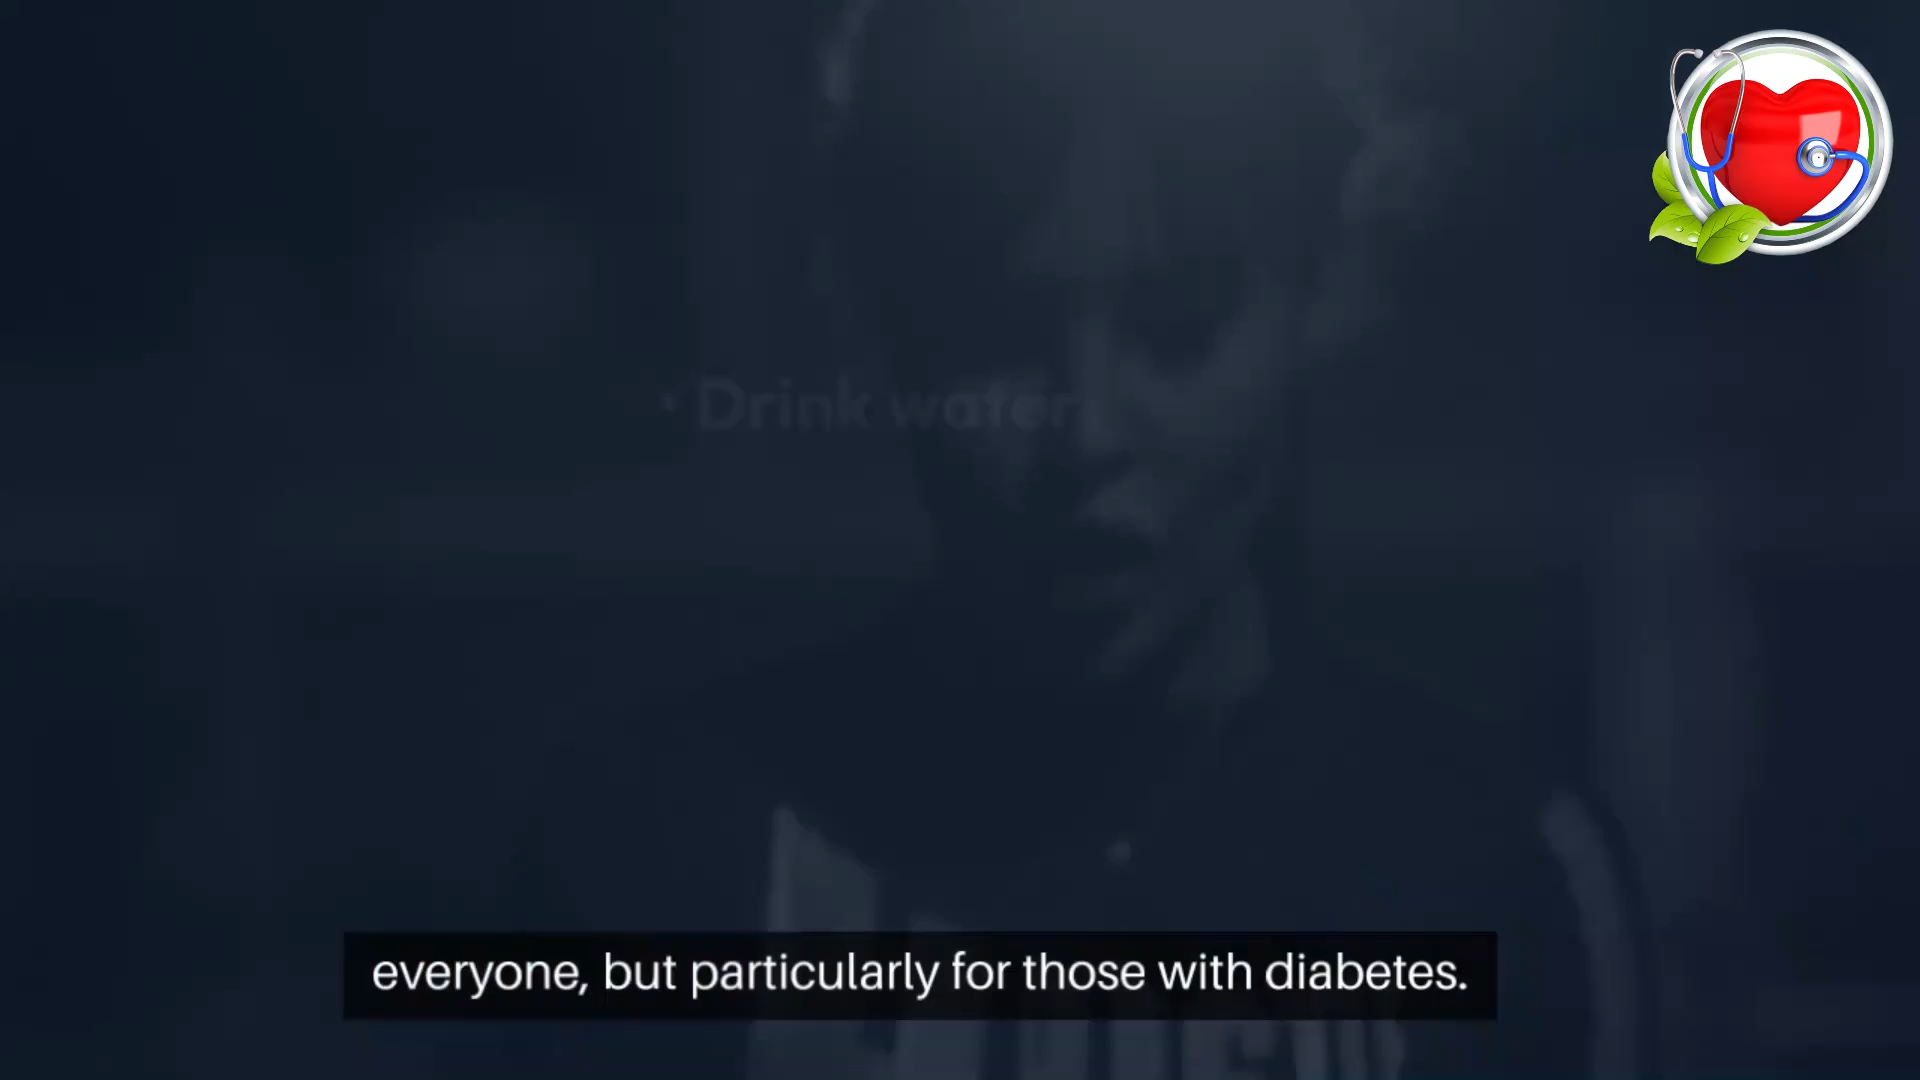 • Drink water
everyone, but particularly for those with diabetes.